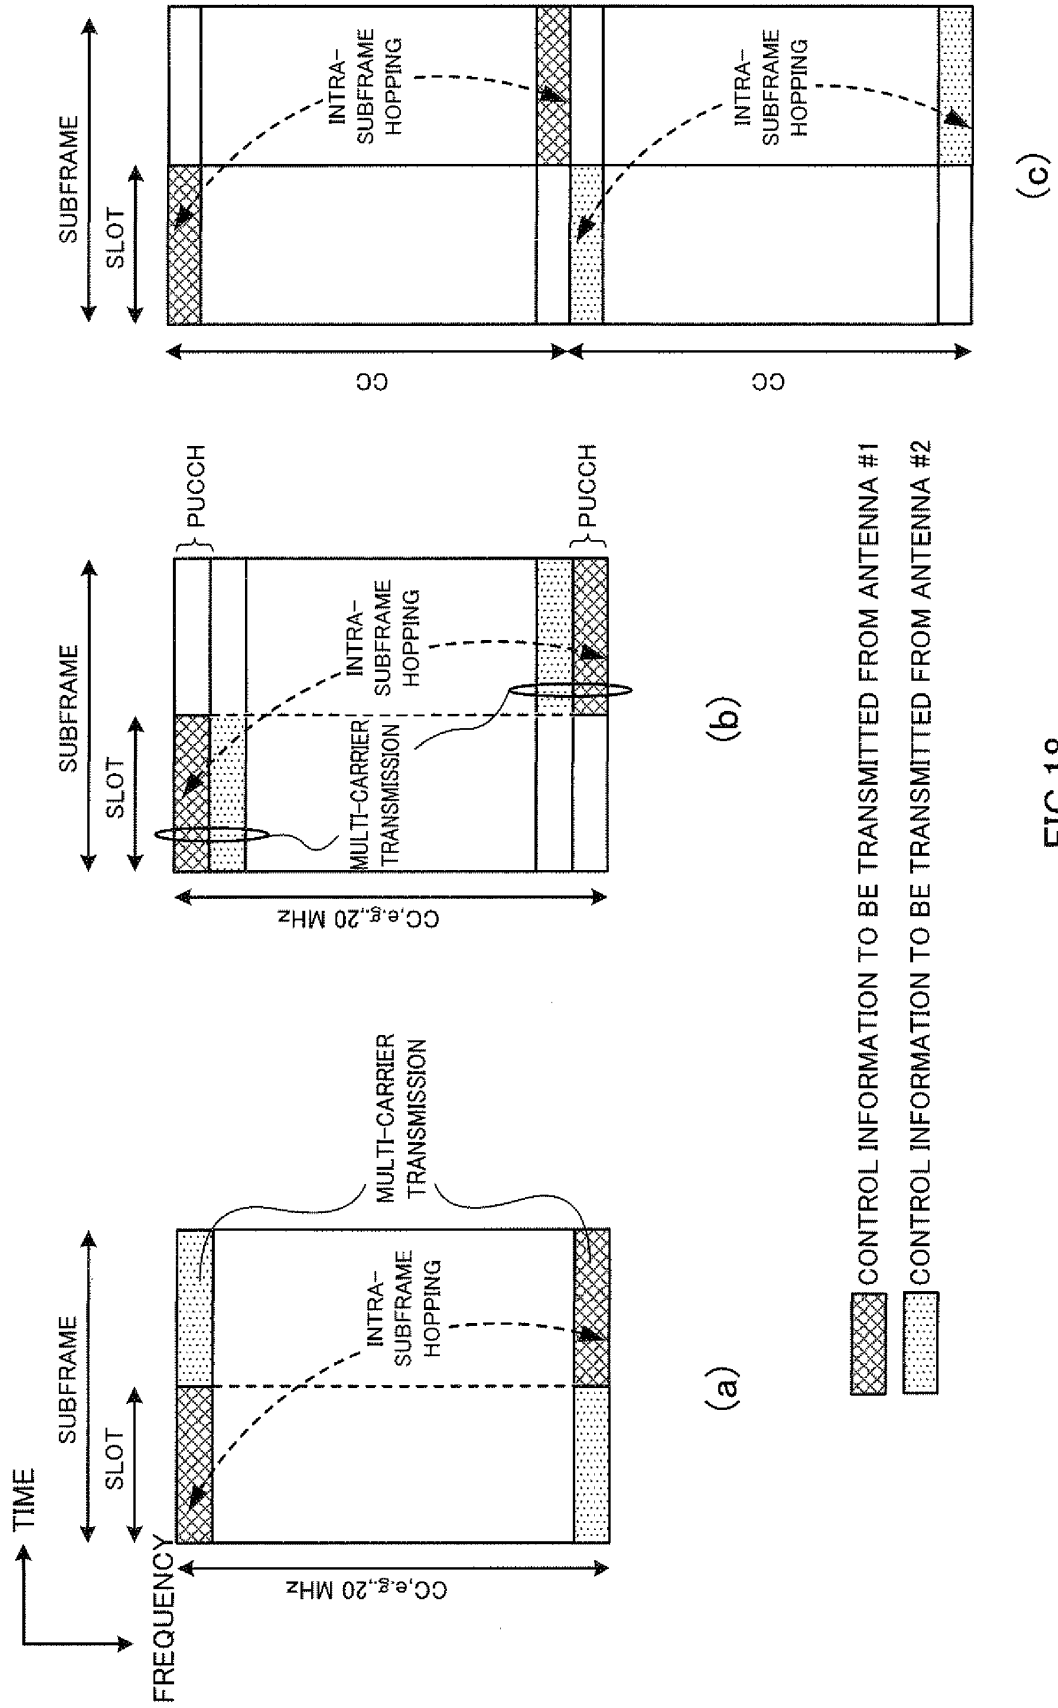 TIME
FREQUENCY
SUBFRAME
SLOT
CC,e.g.,20 MHz
INTRA-
SUBFRAME
HOPPING
MULTI-CARRIER
TRANSMISSION
(a)
SUBFRAME
SLOT
CC,e.g.,20 MHz
PUCCH
INTRA-
SUBFRAME
HOPPING
MULTI-CARRIER
TRANSMISSION
PUCCH
(b)
SUBFRAME
SLOT
CC
INTRA-
SUBFRAME
HOPPING
CC
INTRA-
SUBFRAME
HOPPING
(c)
CONTROL INFORMATION TO BE TRANSMITTED FROM ANTENNA #1
CONTROL INFORMATION TO BE TRANSMITTED FROM ANTENNA #2
FIG.18